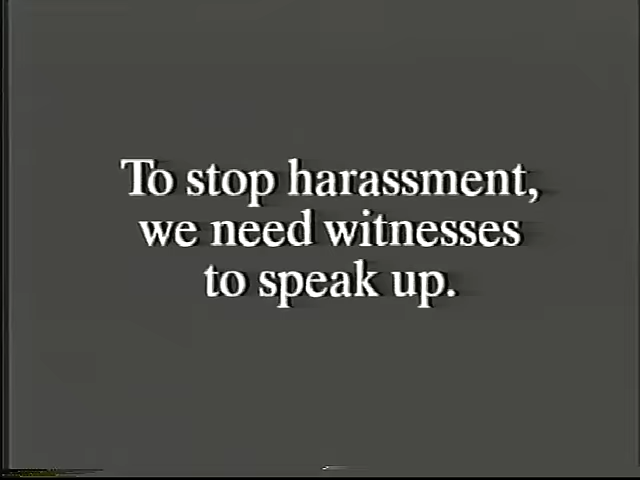 To stop harassment,
we need witnesses
to speak up.